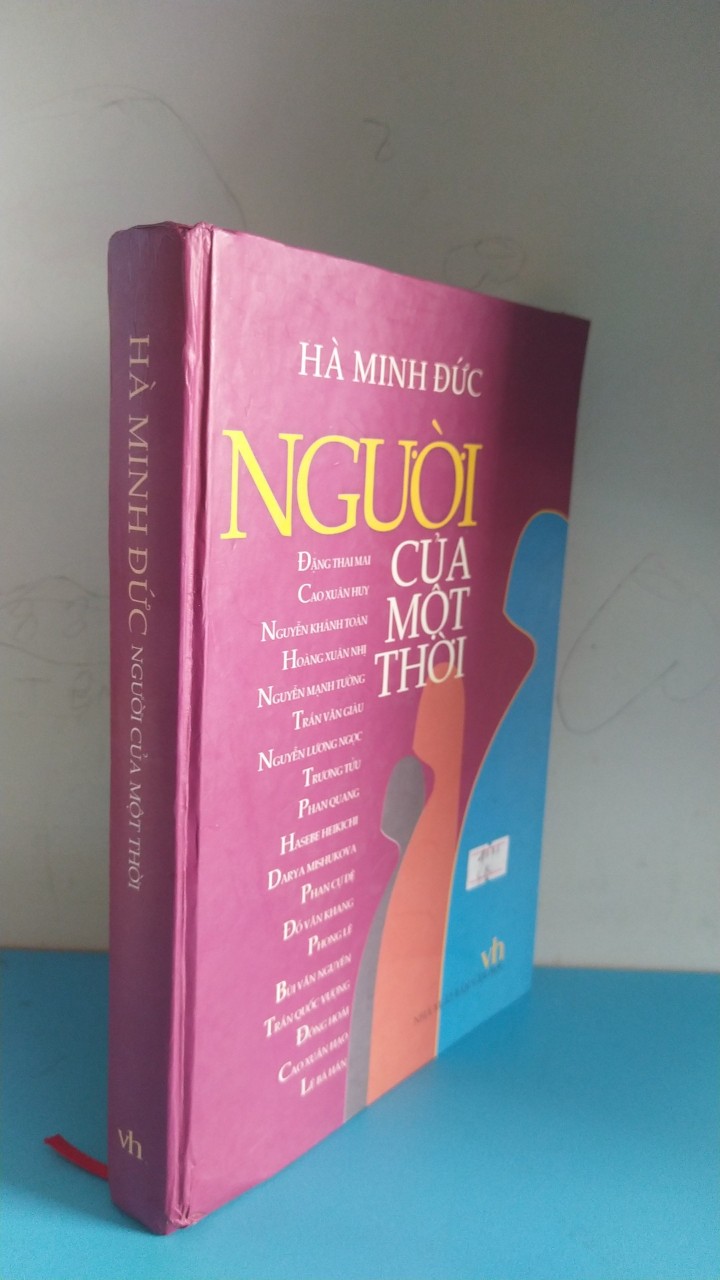 HÀ MINH ĐỨC NGƯỜI CỦA MỘT THỜI
vh
HÀ MINH ĐỨC
NGƯỜI
CỦA
MỘT
THỜI
ĐẶNG THAI MAI
CAO XUÂN HUY
NGUYỄN KHÁNH TOÀN
HOÀNG XUÂN NHỊ
NGUYỄN MẠNH TƯỜNG
TRẦN VĂN GIÀU
NGUYỄN LƯƠNG NGỌC
TRƯƠNG TỬU
PHAN QUANG
HASEBE HEIKICHI
DARYA MISHUKOVA
PHAN CỰ ĐỆ
ĐỖ VĂN KHANG
PHONG LÊ
BÙI VĂN NGUYÊN
TRẦN QUỐC VƯỢNG
ĐÔNG HOÀI
CAO XUÂN HẠO
LÊ BÁ HÁN
vh